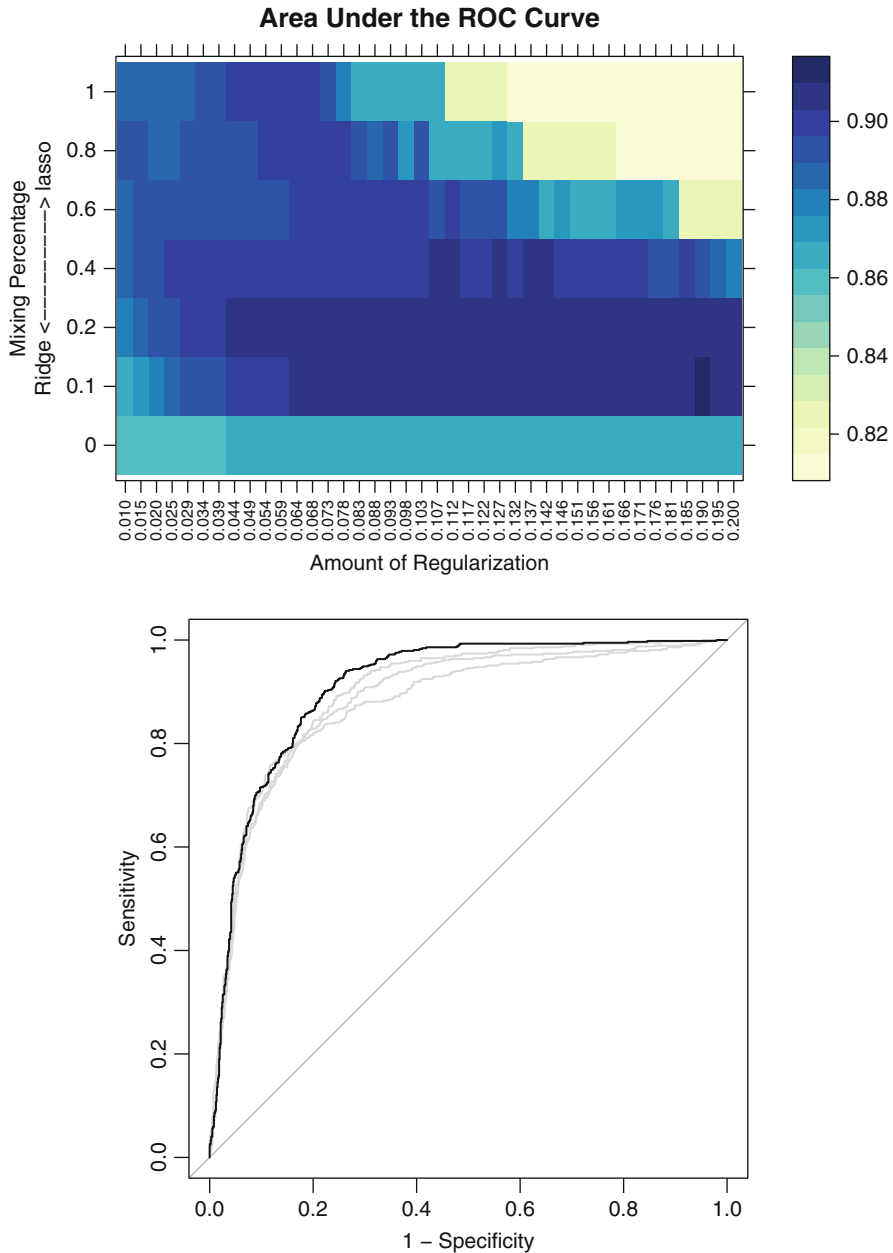 Area Under the ROC Curve
Mixing Percentage
Ridge <----------> lasso
1
0.8
0.6
0.4
0.2
0.1
0
0.90
0.88
0.86
0.84
0.82
0.010 0.015 0.020 0.025 0.029 0.034 0.039 0.044 0.049 0.054 0.059 0.064 0.068 0.073 0.078 0.083 0.088 0.093 0.098 0.103 0.107 0.112 0.117 0.122 0.127 0.132 0.137 0.142 0.146 0.151 0.156 0.161 0.166 0.171 0.176 0.181 0.185 0.190 0.195 0.200
Amount of Regularization
Sensitivity
1.0
0.8
0.6
0.4
0.2
0.0
0.0 0.2 0.4 0.6 0.8 1.0
1 − Specificity